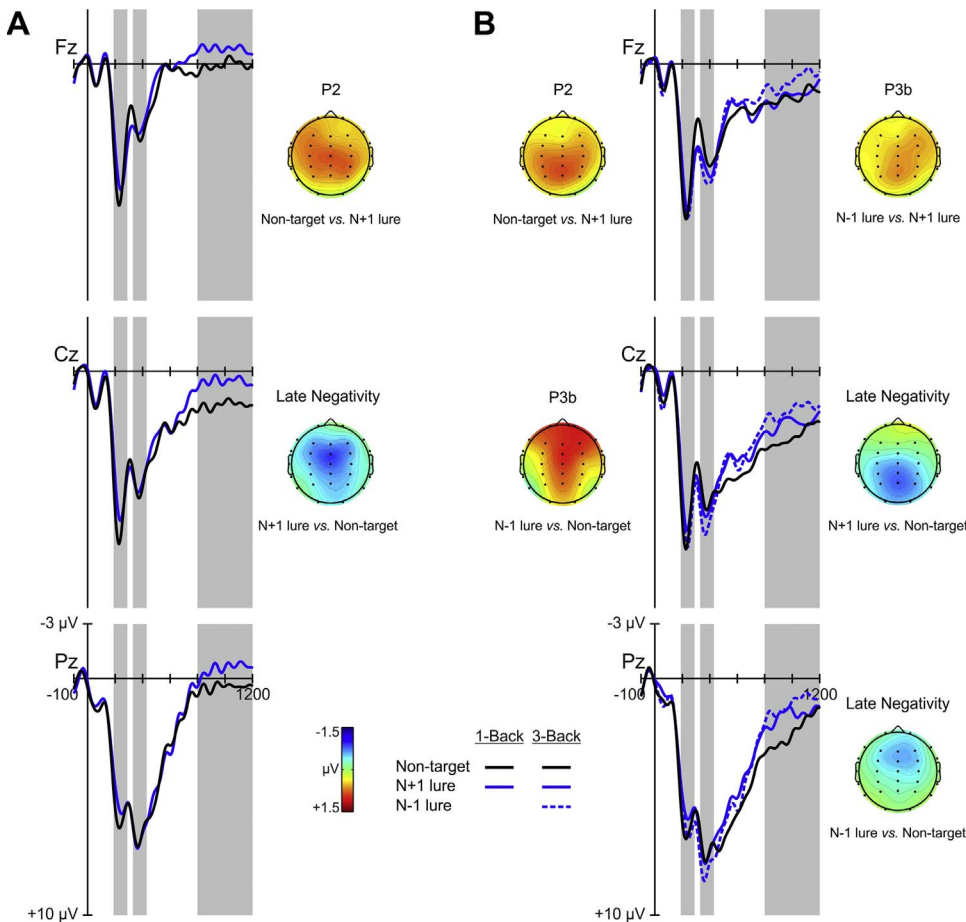 A
B
Fz
P2
Non-target vs. N+1 lure
Fz
P2
Non-target vs. N+1 lure
P3b
N-1 lure vs. N+1 lure
Cz
Late Negativity
N+1 lure vs. Non-target
Cz
P3b
N-1 lure vs. Non-target
Late Negativity
N+1 lure vs. Non-target
-3 µV
Pz
-100
1200
Pz
-100
1200
Late Negativity
N-1 lure vs. Non-target
-1.5
µV
+1.5
1-Back 3-Back
Non-target
N+1 lure
N-1 lure
+10 µV
+10 µV